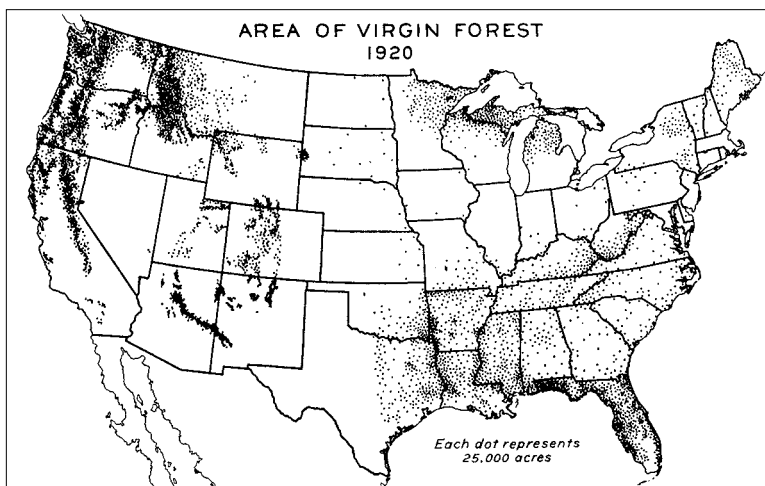 AREA OF VIRGIN FOREST
1920
Each dot represents
25,000 acres